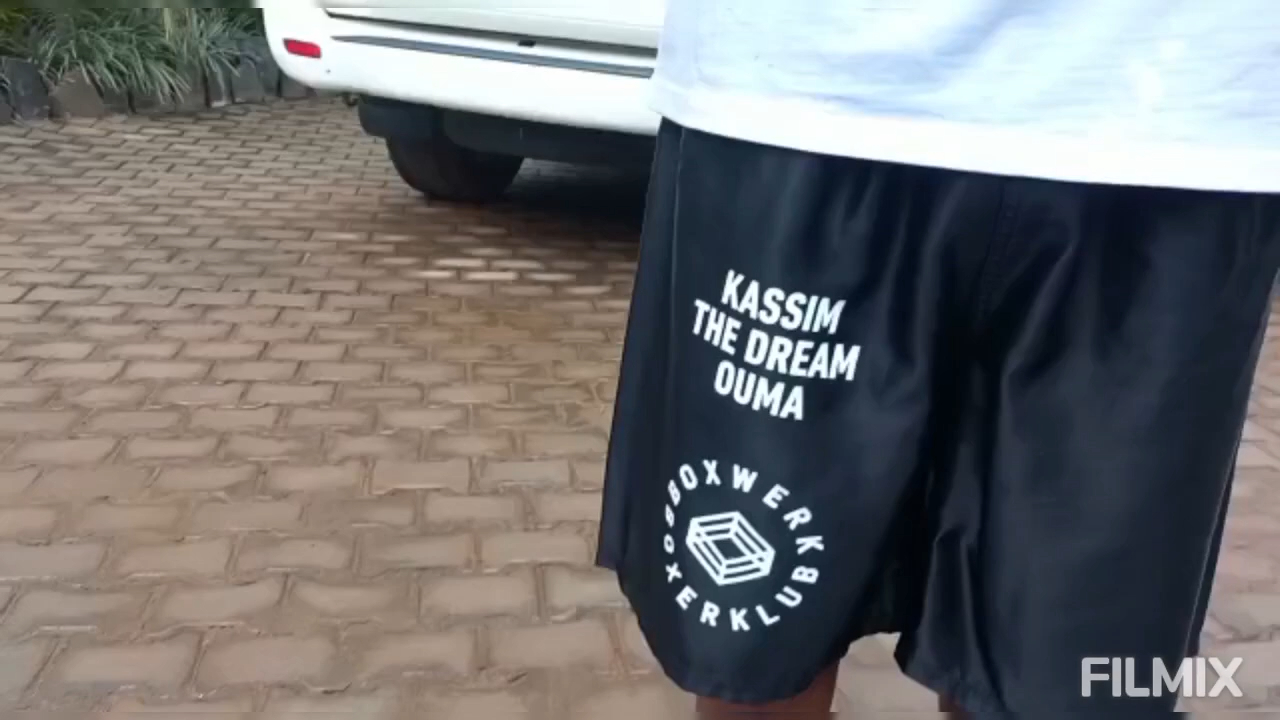 KASSIM
THE DREAM
OUMA
BOXWERK
BOXERKLUB
FILMIX